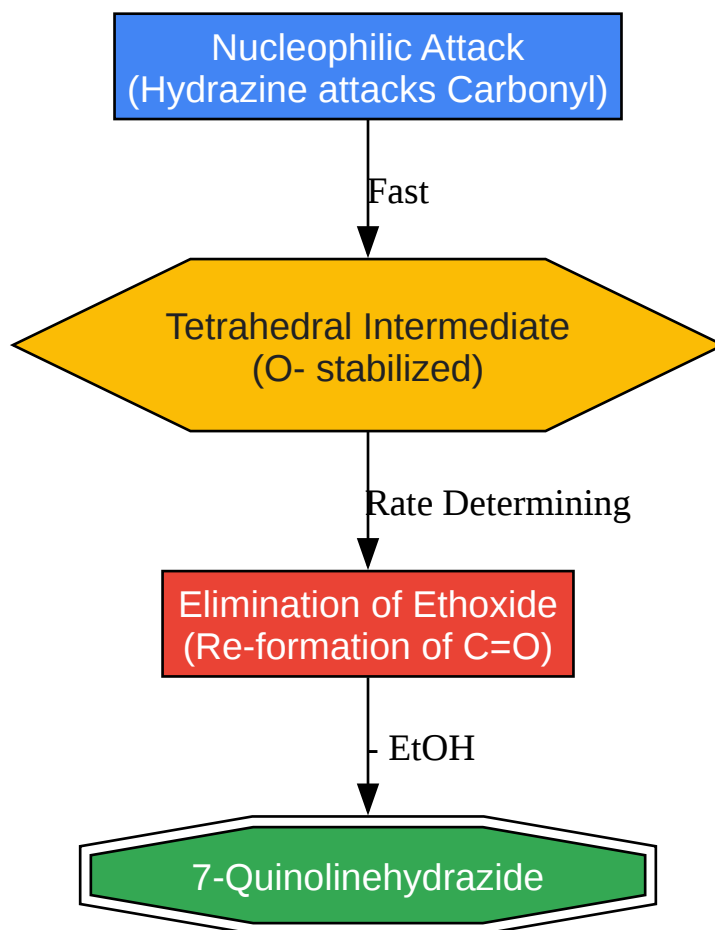 Nucleophilic Attack
(Hydrazine attacks Carbonyl)
Fast
Tetrahedral Intermediate
(O- stabilized)
Rate Determining
Elimination of Ethoxide
(Re-formation of C=O)
- EtOH
7-Quinolinehydrazide